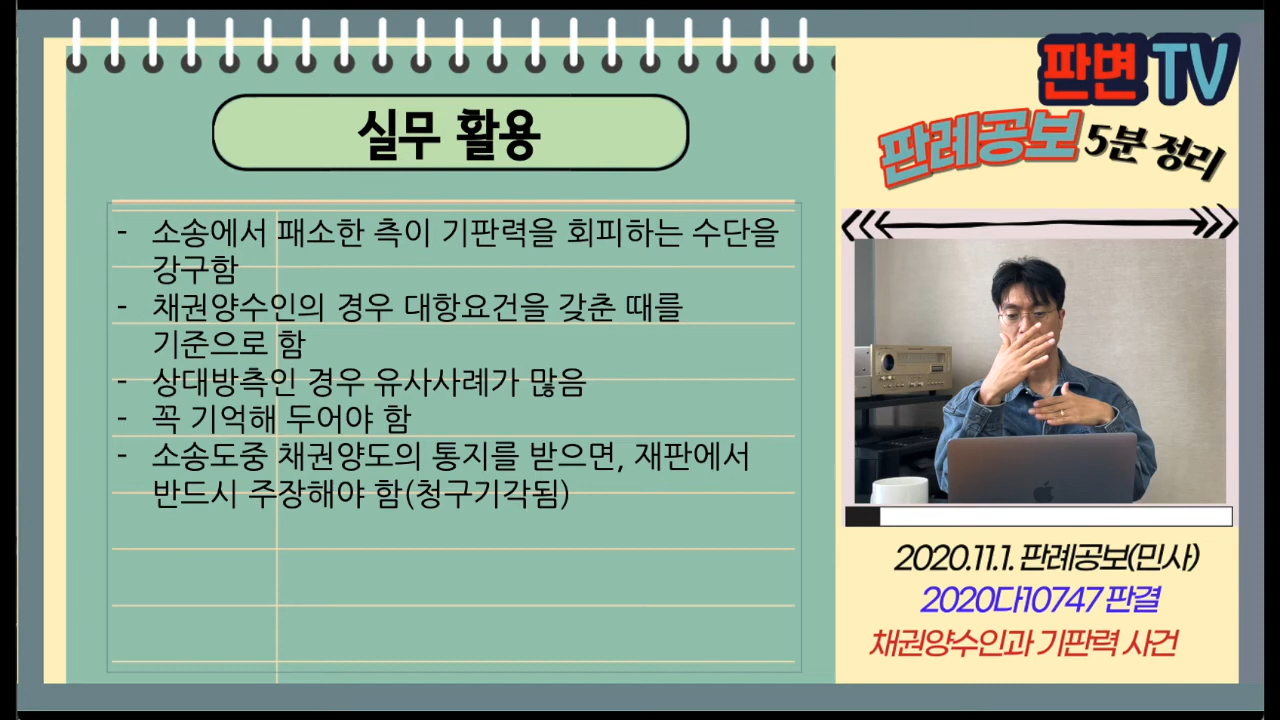 판변 TV
판례공보 5분 정리
실무 활용
- 소송에서 패소한 측이 기판력을 회피하는 수단을
강구함
- 채권양수인의 경우 대항요건을 갖춘 때를
기준으로 함
- 상대방측인 경우 유사사례가 많음
- 꼭 기억해 두어야 함
- 소송도중 채권양도의 통지를 받으면, 재판에서
반드시 주장해야 함(청구기각됨)
2020.11.1. 판례공보(민사)
2020다10747 판결
채권양수인과 기판력 사건